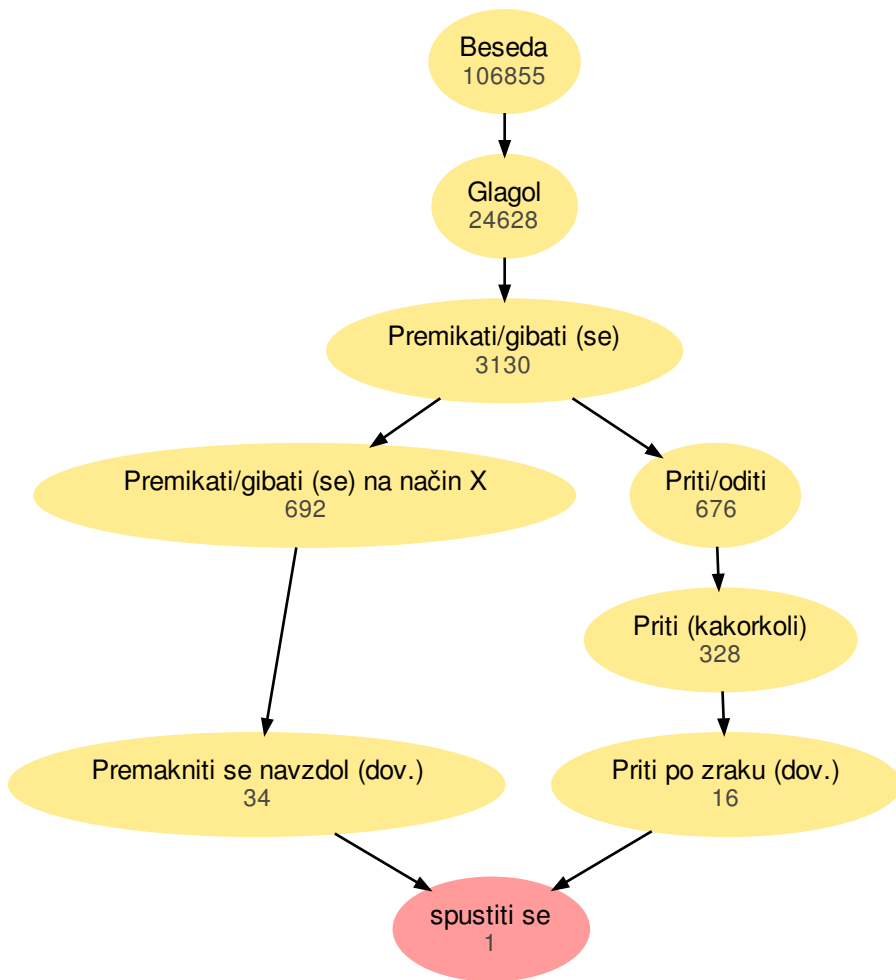 Beseda
106855
Glagol
24628
Premikati/gibati (se)
3130
Premikati/gibati (se) na način X
692
Priti/oditi
676
Priti (kakorkoli)
328
Premakniti se navzdol (dov.)
34
Priti po zraku (dov.)
16
spustiti se
1